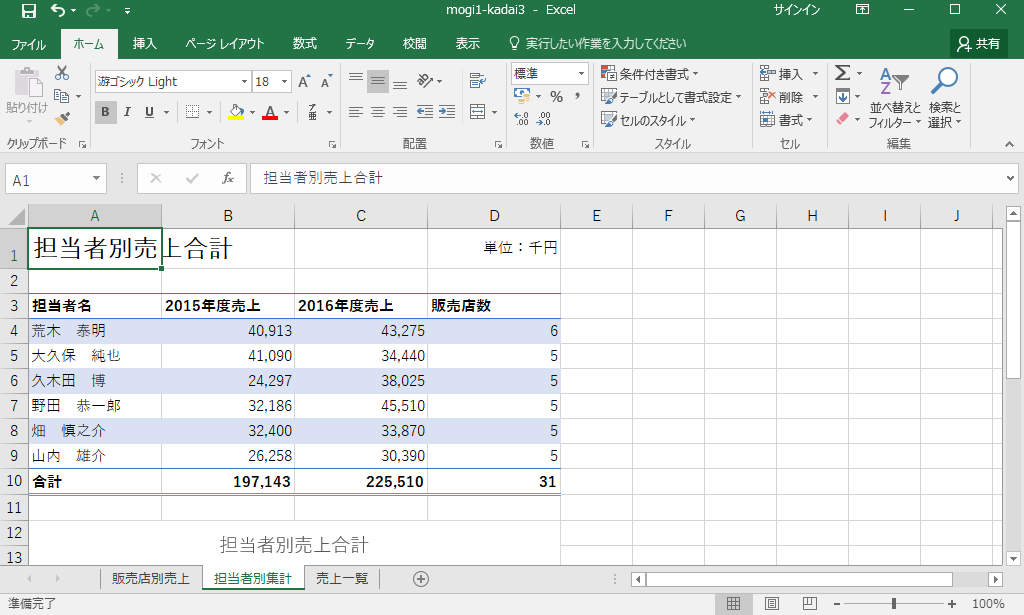 mogi1-kadai3 - Excel
サインイン
ファイル ホーム 挿入 ページ レイアウト 数式 データ 校閲 表示 実行したい作業を入力してください 共有
貼り付け
クリップボード
游ゴシック Light 18
B I U
フォント
配置
標準
数値
条件付き書式
テーブルとして書式設定
セルのスタイル
スタイル
挿入
削除
書式
セル
並べ替えと
フィルター
検索と
選択
編集
A1 fx 担当者別売上合計
A B C D E F G H I J
1 担当者別売上合計 単位：千円
2
3 担当者名 2015年度売上 2016年度売上 販売店数
4 荒木　泰明 40,913 43,275 6
5 大久保　純也 41,090 34,440 5
6 久木田　博 24,297 38,025 5
7 野田　恭一郎 32,186 45,510 5
8 畑　慎之介 32,400 33,870 5
9 山内　雄介 26,258 30,390 5
10 合計 197,143 225,510 31
11
12 担当者別売上合計
13
販売店別売上 担当者別集計 売上一覧
準備完了 100%